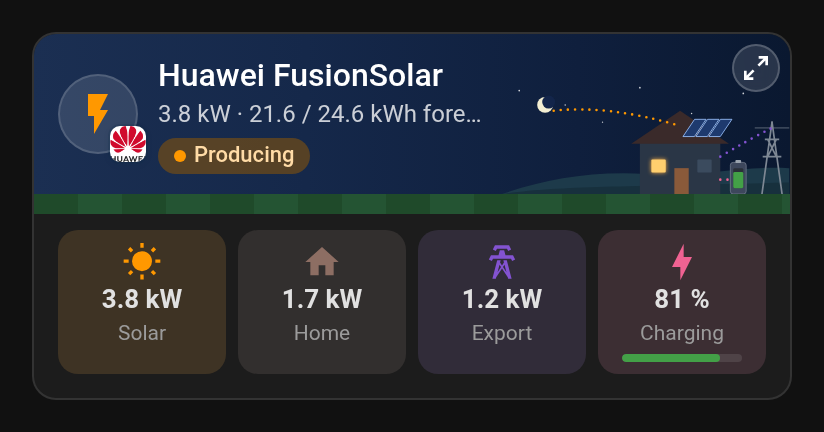 Huawei FusionSolar
3.8 kW · 21.6 / 24.6 kWh fore…
HUAWEI
Producing
3.8 kW
Solar
1.7 kW
Home
1.2 kW
Export
81 %
Charging